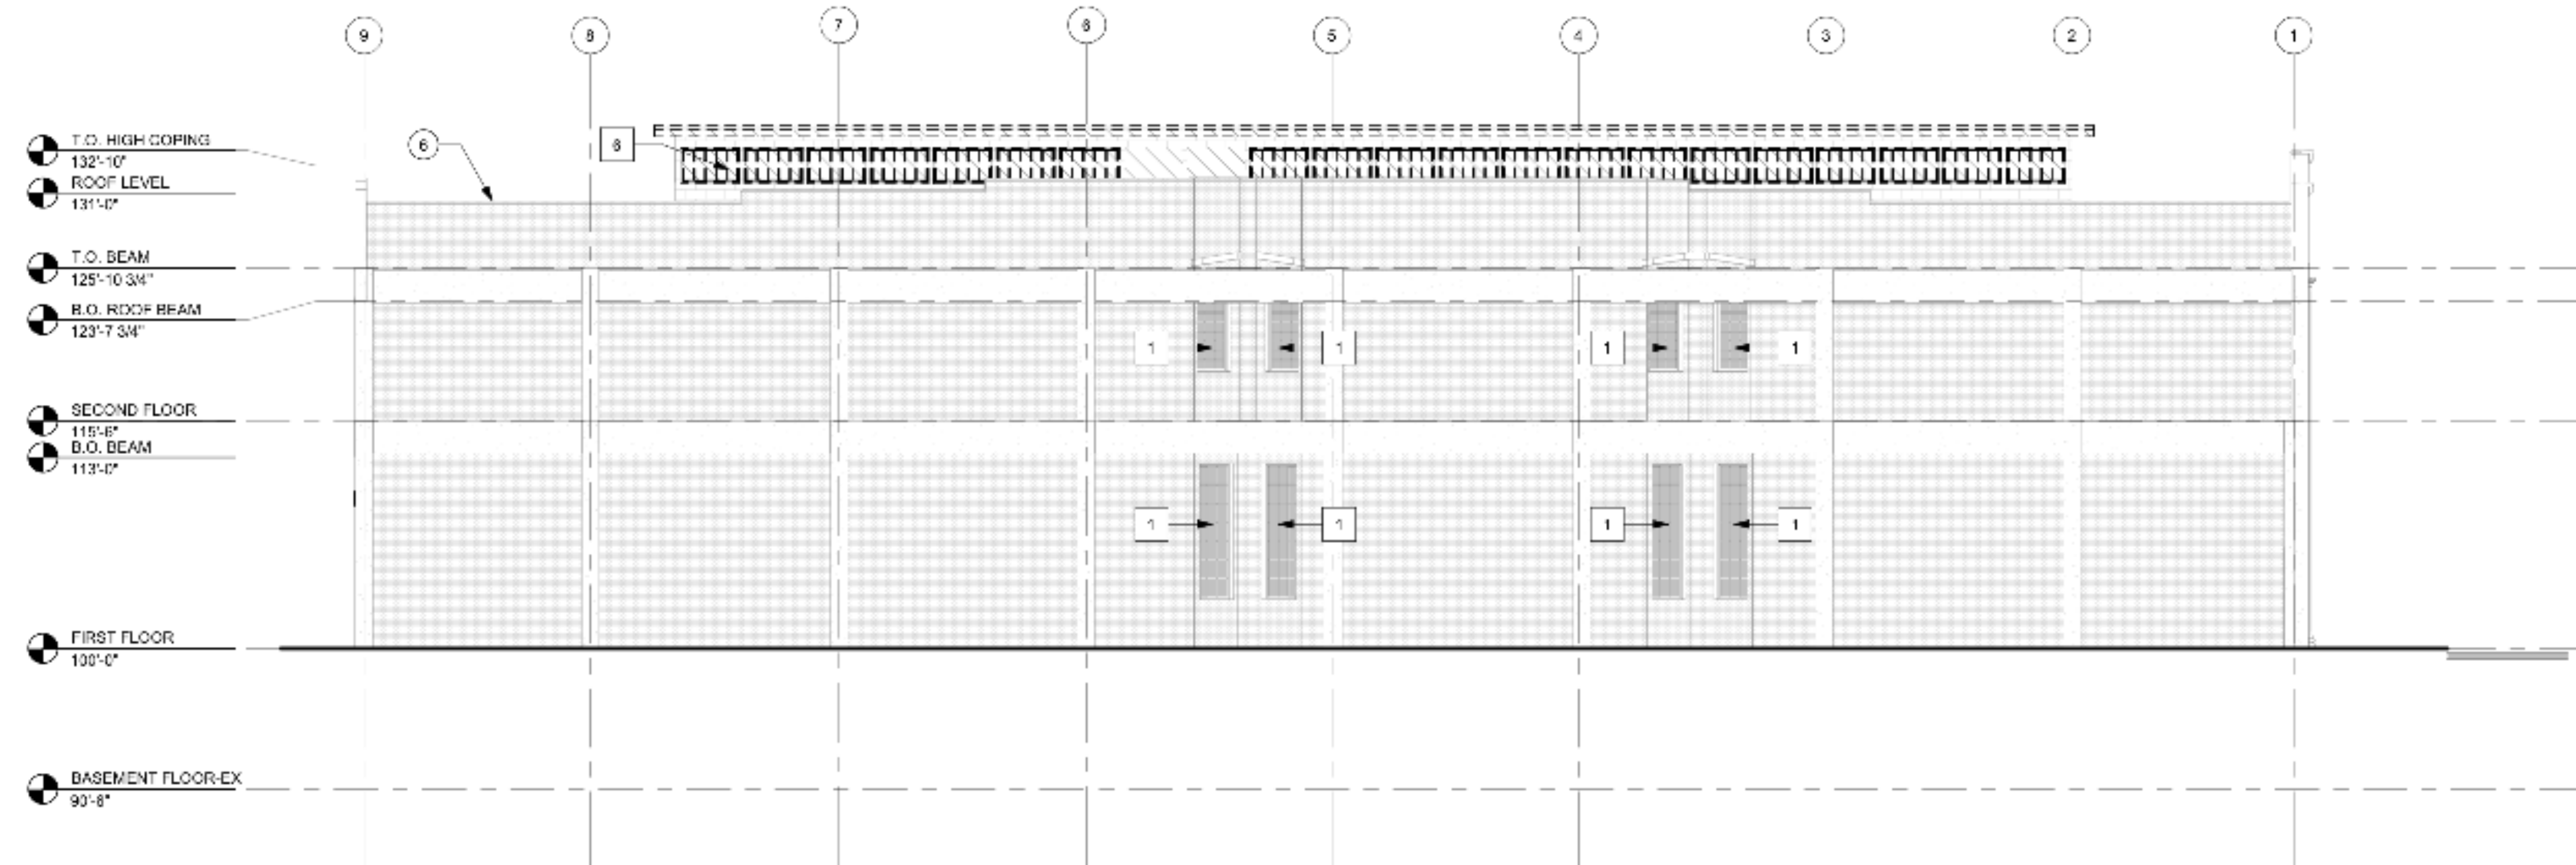 9 8 7 6 5 4 3 2 1
T.O. HIGH COPING
132'-10"
6 6
ROOF LEVEL
131'-0"
T.O. BEAM
125'-10 3/4"
B.O. ROOF BEAM
123'-7 3/4"
1 1 1 1
SECOND FLOOR
115'-6"
B.O. BEAM
113'-0"
1 1 1 1
FIRST FLOOR
100'-0"
BASEMENT FLOOR-EX
90'-8"